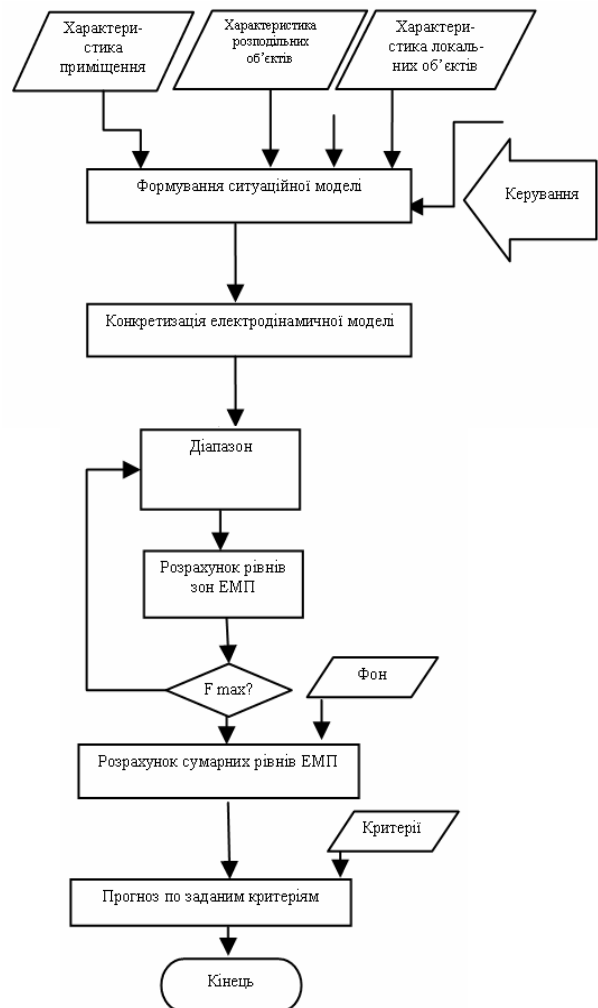 Характери-
стика
приміщення
Характеристика
розподільних
об’єктів
Характери-
стика локаль-
них об’єктів
Формування ситуаційної моделі
Керування
Конкретизація електродінамичної моделі
Діапазон
Розрахунок рівнів
зон ЕМП
F max?
Фон
Розрахунок сумарних рівнів ЕМП
Критерії
Прогноз по заданим критеріям
Кінець